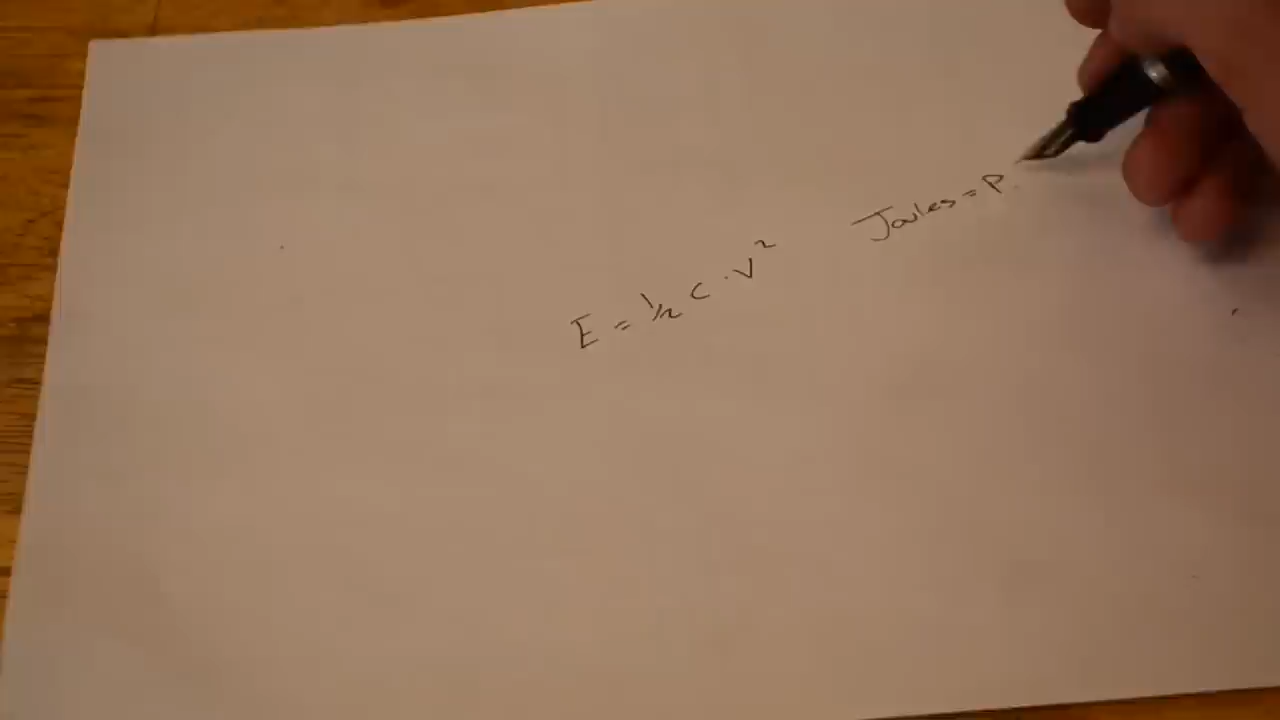 E = ½ C · V²
Joules = P.